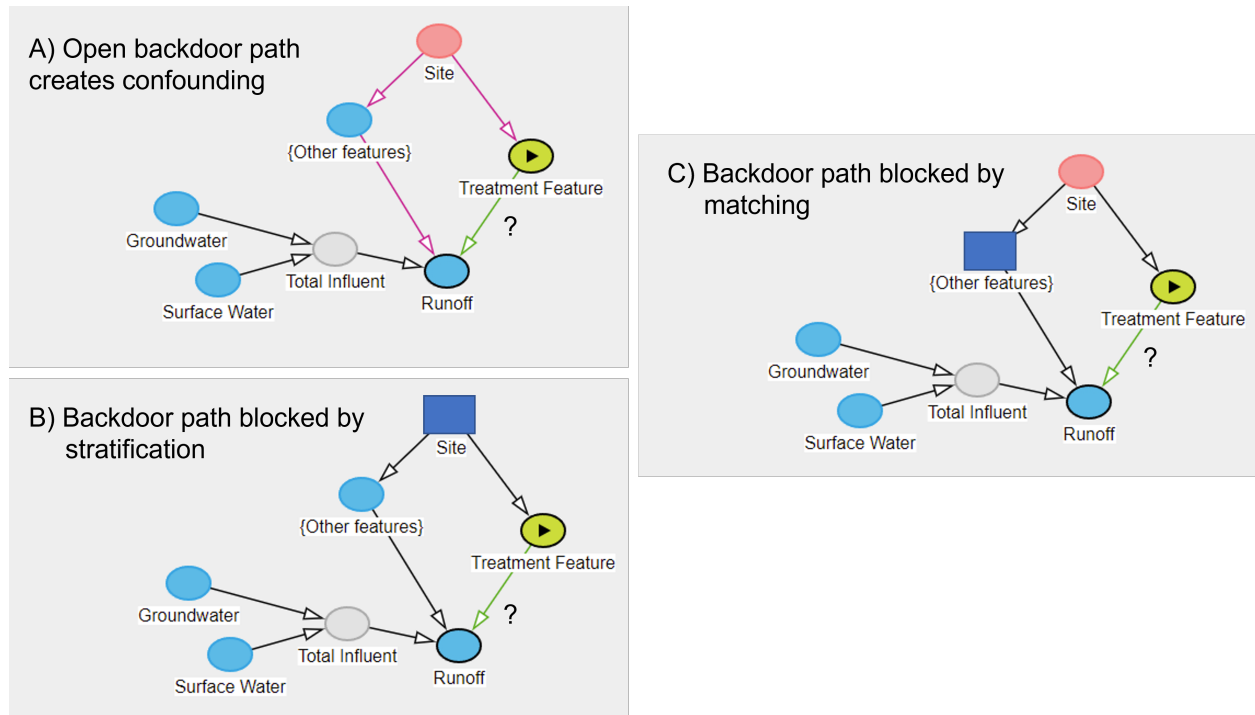 A) Open backdoor path
creates confounding
Site
{Other features}
Treatment Feature
?
Groundwater
Total Influent
Surface Water
Runoff
B) Backdoor path blocked by
stratification
Site
{Other features}
Treatment Feature
?
Groundwater
Total Influent
Surface Water
Runoff
C) Backdoor path blocked by
matching
Site
{Other features}
Treatment Feature
?
Groundwater
Total Influent
Surface Water
Runoff